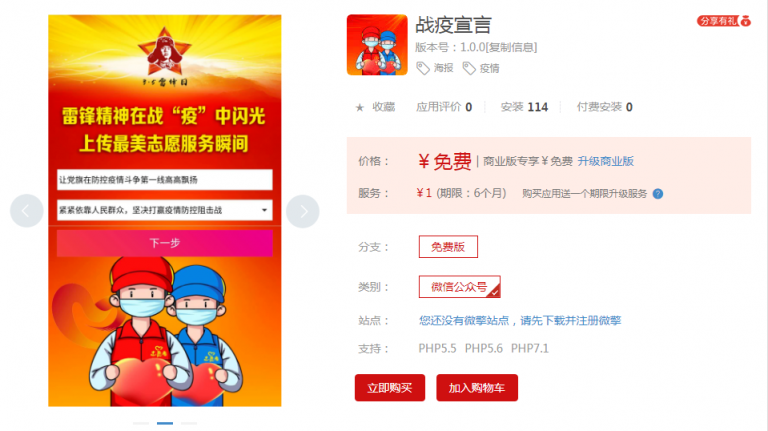 3·5 雷锋日
雷锋精神在战“疫”中闪光
上传最美志愿服务瞬间
让党旗在防控疫情斗争第一线高高飘扬
紧紧依靠人民群众，坚决打赢疫情防控阻击战
下一步
战疫宣言
分享有礼
版本号：1.0.0[复制信息]
海报 疫情
★ 收藏 应用评价 0 安装 114 付费安装 0
价格： ￥免费 | 商业版专享￥免费 升级商业版
服务： ￥1 (期限：6个月) 购买应用送一个期限升级服务 ?
分支： 免费版
类别： 微信公众号
站点： 您还没有微擎站点，请先下载并注册微擎
支持： PHP5.5 PHP5.6 PHP7.1
立即购买 加入购物车